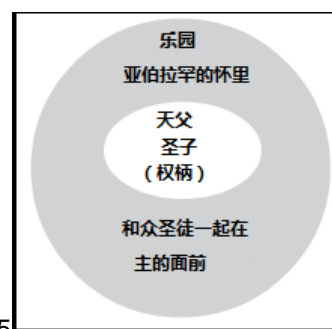 乐园
亚伯拉罕的怀里
天父
圣子
（权柄）
和众圣徒一起在
主的面前